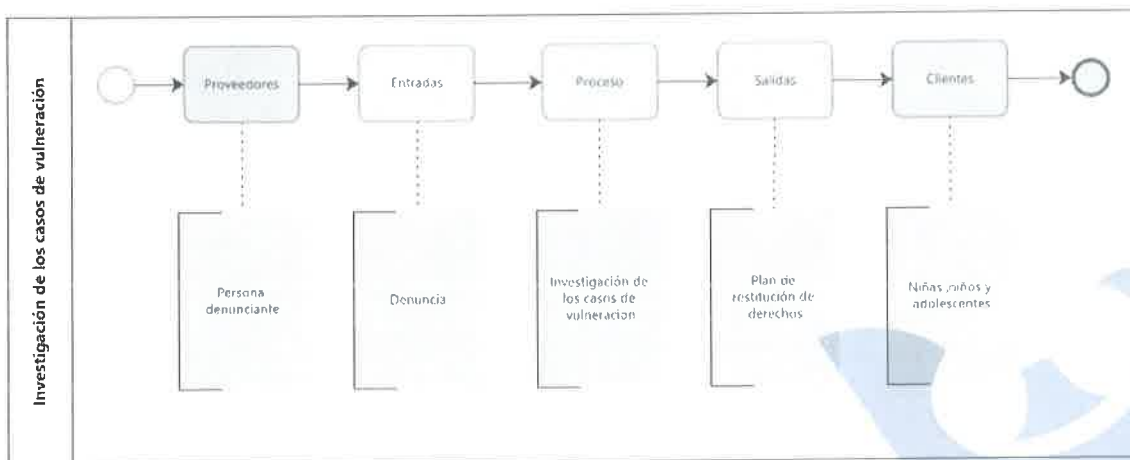 Investigación de los casos de vulneración
Proveedores
Entradas
Proceso
Salidas
Clientes
Persona
denunciante
Denuncia
Investigación de
los casos de
vulneracion
Plan de
restitución de
derechos
Niñas ,niños y
adolescentes